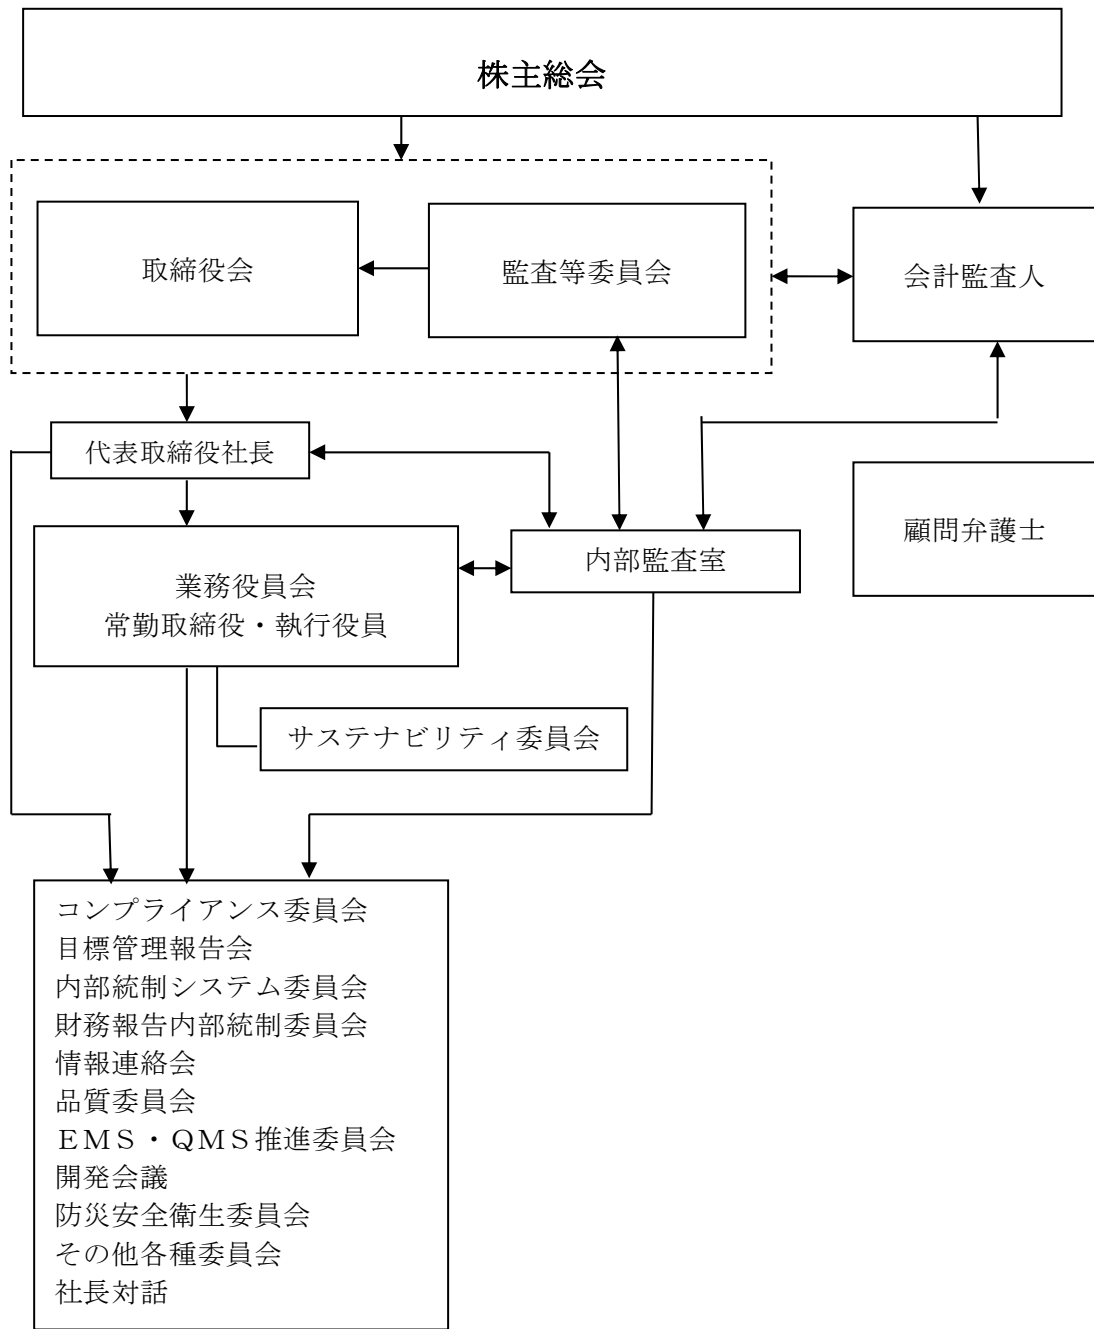 株主総会
取締役会
監査等委員会
会計監査人
代表取締役社長
顧問弁護士
内部監査室
業務役員会
常勤取締役・執行役員
サステナビリティ委員会
コンプライアンス委員会
目標管理報告会
内部統制システム委員会
財務報告内部統制委員会
情報連絡会
品質委員会
ＥＭＳ・ＱＭＳ推進委員会
開発会議
防災安全衛生委員会
その他各種委員会
社長対話